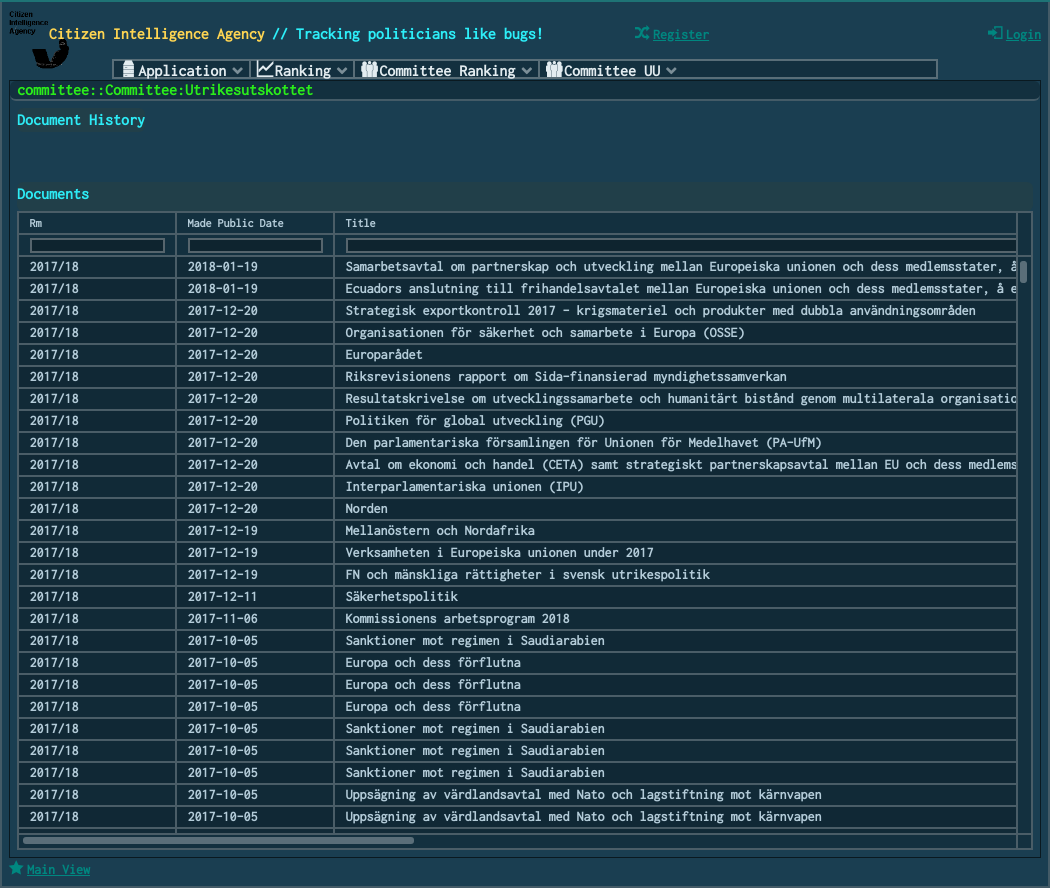 Citizen
Intelligence
Agency
Citizen Intelligence Agency // Tracking politicians like bugs!
Register
Login
Application
Ranking
Committee Ranking
Committee UU
committee::Committee:Utrikesutskottet
Document History
Documents
Rm Made Public Date Title
2017/18 2018-01-19 Samarbetsavtal om partnerskap och utveckling mellan Europeiska unionen och dess medlemsstater, å
2017/18 2018-01-19 Ecuadors anslutning till frihandelsavtalet mellan Europeiska unionen och dess medlemsstater, å e
2017/18 2017-12-20 Strategisk exportkontroll 2017 - krigsmateriel och produkter med dubbla användningsområden
2017/18 2017-12-20 Organisationen för säkerhet och samarbete i Europa (OSSE)
2017/18 2017-12-20 Europarådet
2017/18 2017-12-20 Riksrevisionens rapport om Sida-finansierad myndighetssamverkan
2017/18 2017-12-20 Resultatskrivelse om utvecklingssamarbete och humanitärt bistånd genom multilaterala organisatio
2017/18 2017-12-20 Politiken för global utveckling (PGU)
2017/18 2017-12-20 Den parlamentariska församlingen för Unionen för Medelhavet (PA-UfM)
2017/18 2017-12-20 Avtal om ekonomi och handel (CETA) samt strategiskt partnerskapsavtal mellan EU och dess medlems
2017/18 2017-12-20 Interparlamentariska unionen (IPU)
2017/18 2017-12-20 Norden
2017/18 2017-12-19 Mellanöstern och Nordafrika
2017/18 2017-12-19 Verksamheten i Europeiska unionen under 2017
2017/18 2017-12-19 FN och mänskliga rättigheter i svensk utrikespolitik
2017/18 2017-12-11 Säkerhetspolitik
2017/18 2017-11-06 Kommissionens arbetsprogram 2018
2017/18 2017-10-05 Sanktioner mot regimen i Saudiarabien
2017/18 2017-10-05 Europa och dess förflutna
2017/18 2017-10-05 Europa och dess förflutna
2017/18 2017-10-05 Europa och dess förflutna
2017/18 2017-10-05 Sanktioner mot regimen i Saudiarabien
2017/18 2017-10-05 Sanktioner mot regimen i Saudiarabien
2017/18 2017-10-05 Sanktioner mot regimen i Saudiarabien
2017/18 2017-10-05 Uppsägning av värdlandsavtal med Nato och lagstiftning mot kärnvapen
2017/18 2017-10-05 Uppsägning av värdlandsavtal med Nato och lagstiftning mot kärnvapen
Main View